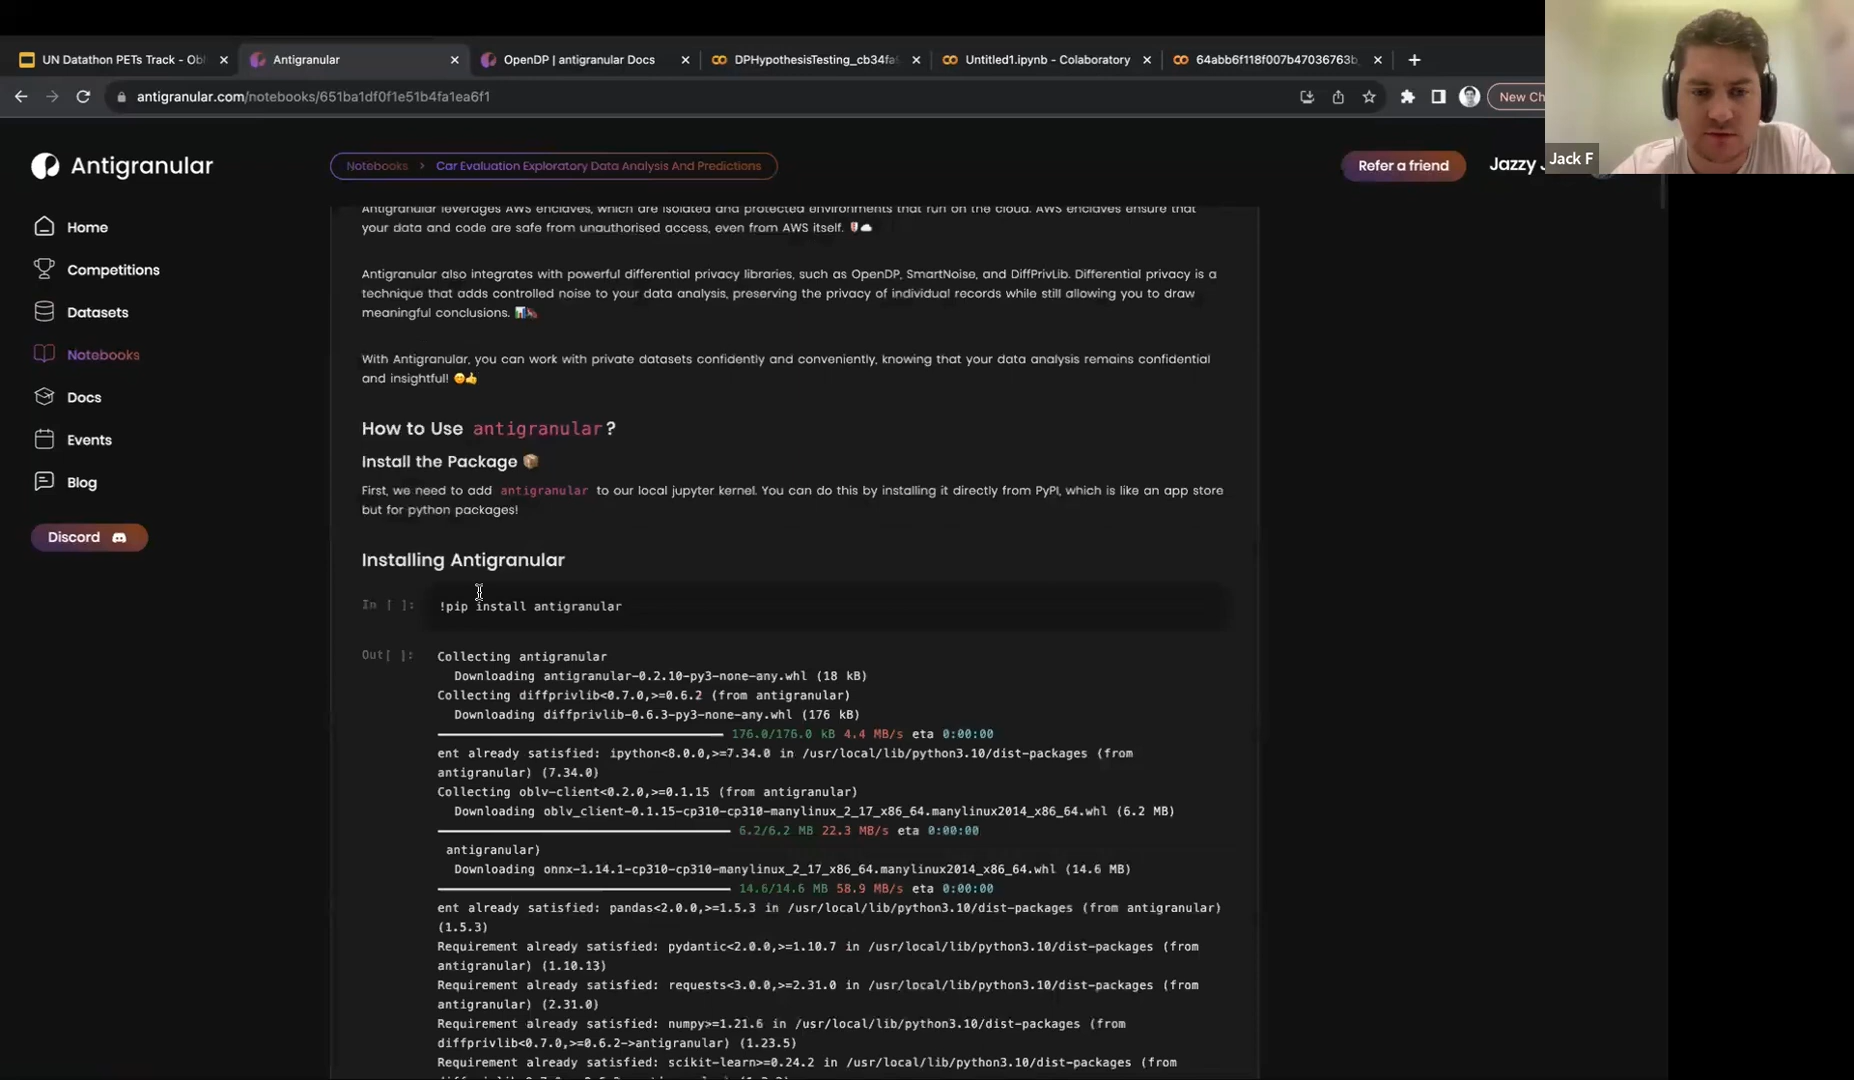 UN Datathon PETs Track - Obl
Antigranular
OpenDP | antigranular Docs
DPHypothesisTesting_cb34fa
Untitled1.ipynb - Colaboratory
64abb6f118f007b47036763b
antigranular.com/notebooks/651ba1df0f1e51b4fa1ea6f1
New Ch
Jack F
Antigranular
Notebooks > Car Evaluation Exploratory Data Analysis And Predictions
Refer a friend
Jazzy J
Home
Competitions
Datasets
Notebooks
Docs
Events
Blog
Discord
Antigranular leverages AWS enclaves, which are isolated and protected environments that run on the cloud. AWS enclaves ensure that
your data and code are safe from unauthorised access, even from AWS itself.
Antigranular also integrates with powerful differential privacy libraries, such as OpenDP, SmartNoise, and DiffPrivLib. Differential privacy is a
technique that adds controlled noise to your data analysis, preserving the privacy of individual records while still allowing you to draw
meaningful conclusions.
With Antigranular, you can work with private datasets confidently and conveniently, knowing that your data analysis remains confidential
and insightful! 😊👍
How to Use antigranular?
Install the Package 📦
First, we need to add antigranular to our local jupyter kernel. You can do this by installing it directly from PyPI, which is like an app store
but for python packages!
Installing Antigranular
In [ ]: !pip install antigranular
Out[ ]: Collecting antigranular
Downloading antigranular-0.2.10-py3-none-any.whl (18 kB)
Collecting diffprivlib<0.7.0,>=0.6.2 (from antigranular)
Downloading diffprivlib-0.6.3-py3-none-any.whl (176 kB)
176.0/176.0 kB 4.4 MB/s eta 0:00:00
ent already satisfied: ipython<8.0.0,>=7.34.0 in /usr/local/lib/python3.10/dist-packages (from
antigranular) (7.34.0)
Collecting oblv-client<0.2.0,>=0.1.15 (from antigranular)
Downloading oblv_client-0.1.15-cp310-cp310-manylinux_2_17_x86_64.manylinux2014_x86_64.whl (6.2 MB)
6.2/6.2 MB 22.3 MB/s eta 0:00:00
antigranular)
Downloading onnx-1.14.1-cp310-cp310-manylinux_2_17_x86_64.manylinux2014_x86_64.whl (14.6 MB)
14.6/14.6 MB 58.9 MB/s eta 0:00:00
ent already satisfied: pandas<2.0.0,>=1.5.3 in /usr/local/lib/python3.10/dist-packages (from antigranular)
(1.5.3)
Requirement already satisfied: pydantic<2.0.0,>=1.10.7 in /usr/local/lib/python3.10/dist-packages (from
antigranular) (1.10.13)
Requirement already satisfied: requests<3.0.0,>=2.31.0 in /usr/local/lib/python3.10/dist-packages (from
antigranular) (2.31.0)
Requirement already satisfied: numpy>=1.21.6 in /usr/local/lib/python3.10/dist-packages (from
diffprivlib<0.7.0,>=0.6.2->antigranular) (1.23.5)
Requirement already satisfied: scikit-learn>=0.24.2 in /usr/local/lib/python3.10/dist-packages (from